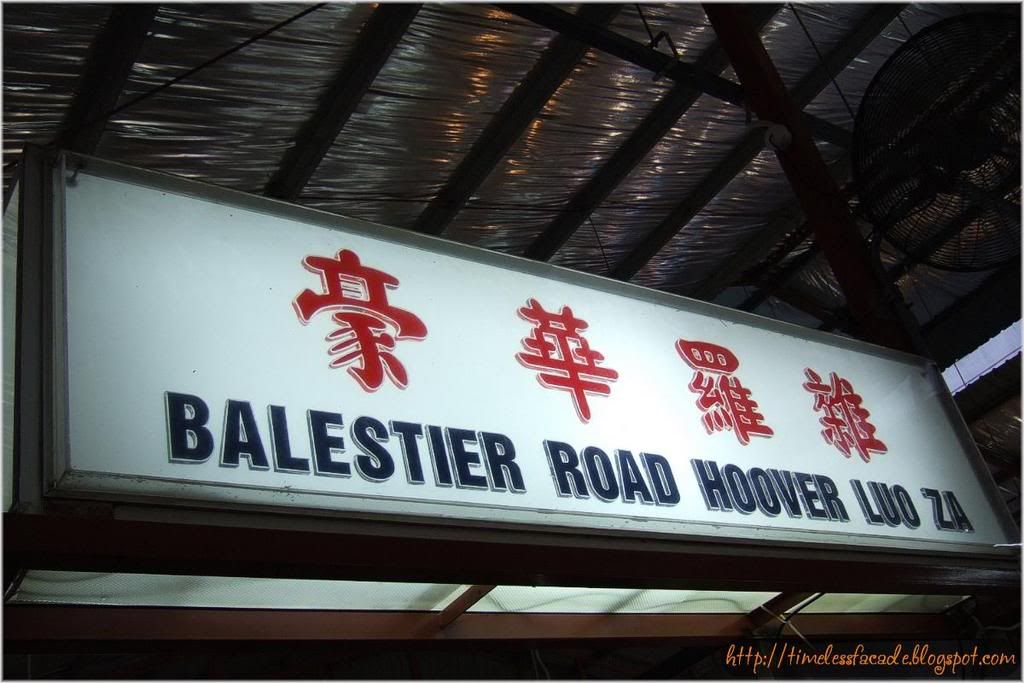 豪華羅雜
BALESTIER ROAD HOOVER LUO ZA
http://timelessfacade.blogspot.com